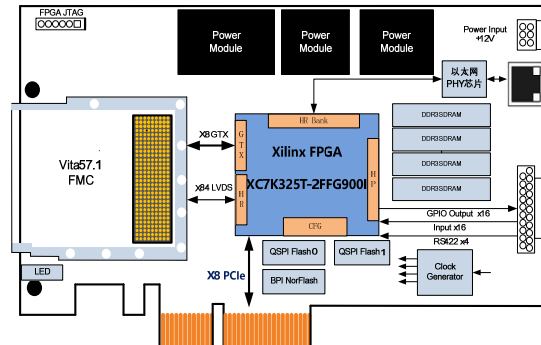 FPGA JTAG
Power
Module
Power
Module
Power
Module
Power Input
+12V
以太网
PHY芯片
HR Bank
DDR3SDRAM
DDR3SDRAM
DDR3SDRAM
DDR3SDRAM
X8 GTX
GTX
Xilinx FPGA
XC7K325T-2FFG900I
HP
Vita57.1
FMC
X84 LVDS
HR
CFG
GPIO Output x16
Input x16
RS422 x4
QSPI Flash0
QSPI Flash1
BPI NorFlash
Clock
Generator
LED
X8 PCIe